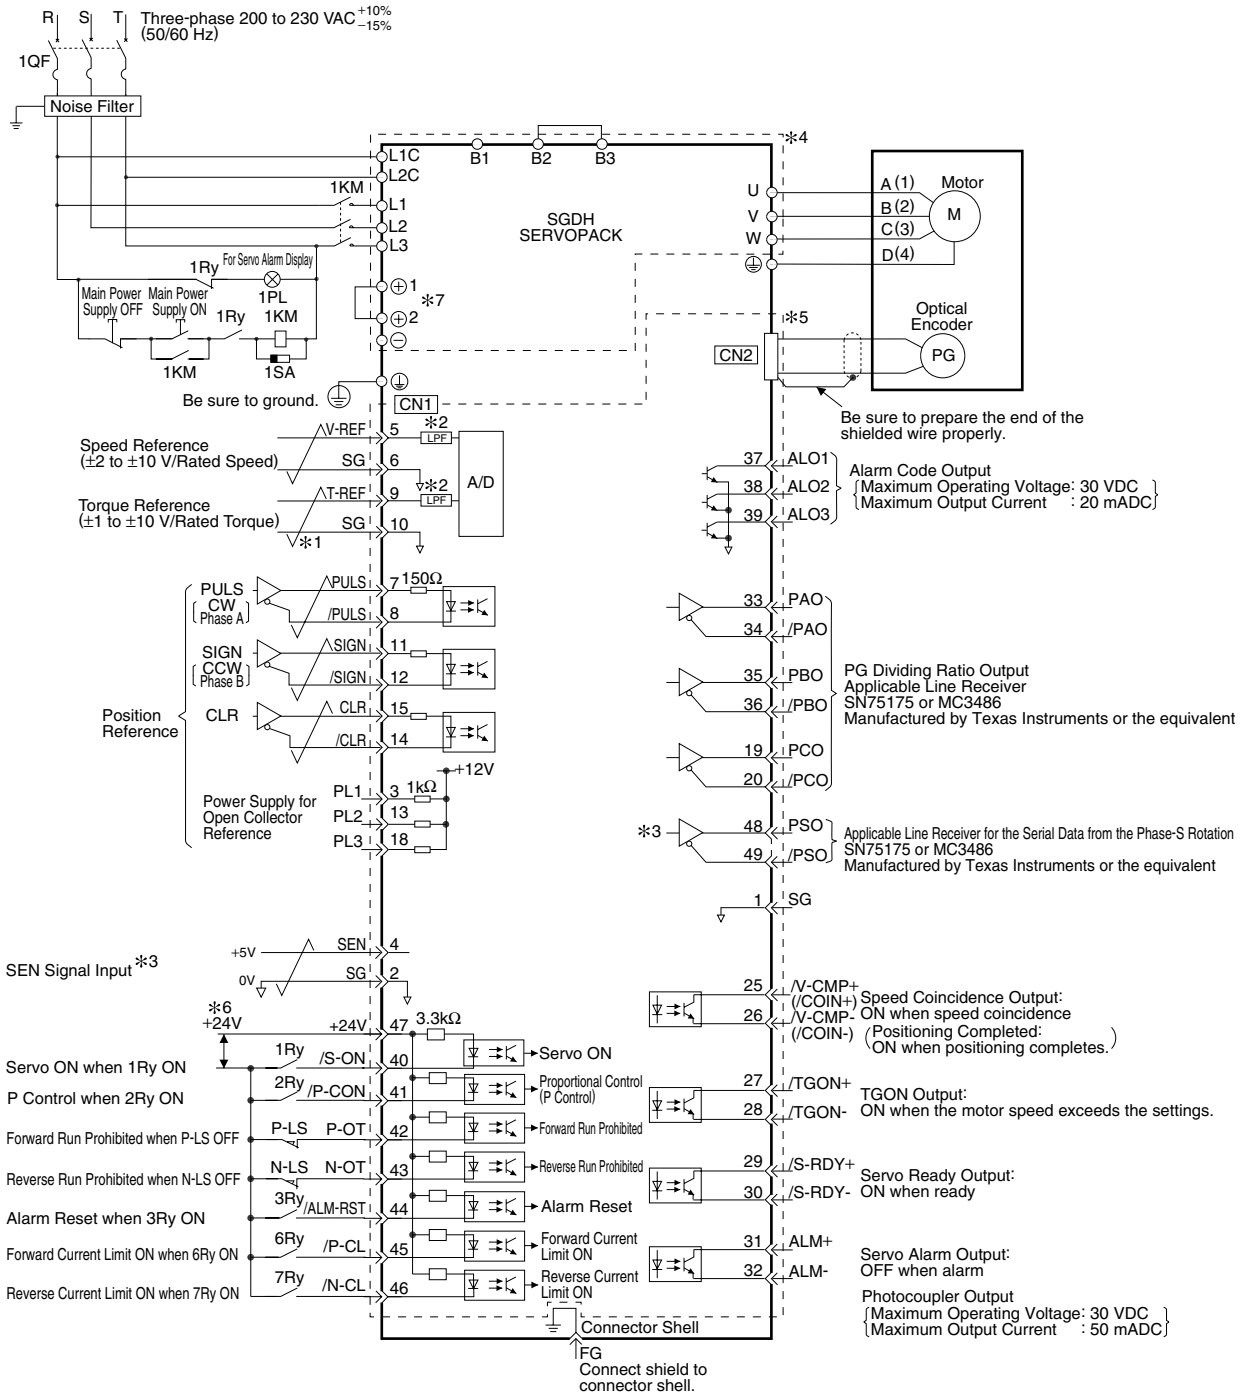 R S T Three-phase 200 to 230 VAC +10% −15%
(50/60 Hz)
1QF
Noise Filter
L1C
L2C
1KM
L1
L2
L3
B1 B2 B3
*4
SGDH
SERVOPACK
U
V
W
A (1)
B (2)
C (3)
D (4)
Motor
M
For Servo Alarm Display
1Ry
1PL
Main Power
Supply OFF
Main Power
Supply ON
1Ry
1KM
1KM
1SA
⊕1
⊕2
*7
⊖
Be sure to ground.
*5
CN2
Optical
Encoder
PG
Be sure to prepare the end of the
shielded wire properly.
CN1
Speed Reference
(±2 to ±10 V/Rated Speed)
V-REF 5 *2 LPF
SG 6
Torque Reference
(±1 to ±10 V/Rated Torque)
T-REF 9 *2 LPF
SG 10
*1
A/D
37 ALO1
38 ALO2
39 ALO3
Alarm Code Output
Maximum Operating Voltage: 30 VDC
Maximum Output Current : 20 mADC
Position
Reference
PULS
CW
Phase A
PULS 7 150Ω
/PULS 8
SIGN
CCW
Phase B
SIGN 11
/SIGN 12
CLR
CLR 15
/CLR 14
+12V
Power Supply for
Open Collector
Reference
PL1 3 1kΩ
PL2 13
PL3 18
33 PAO
34 /PAO
35 PBO
36 /PBO
19 PCO
20 /PCO
PG Dividing Ratio Output
Applicable Line Receiver
SN75175 or MC3486
Manufactured by Texas Instruments or the equivalent
*3
48 PSO
49 /PSO
Applicable Line Receiver for the Serial Data from the Phase-S Rotation
SN75175 or MC3486
Manufactured by Texas Instruments or the equivalent
1 SG
SEN Signal Input *3
+5V SEN 4
0V SG 2
*6
+24V
+24V 47 3.3kΩ
Servo ON when 1Ry ON 1Ry /S-ON 40 Servo ON
P Control when 2Ry ON 2Ry /P-CON 41 Proportional Control
(P Control)
Forward Run Prohibited when P-LS OFF P-LS P-OT 42 Forward Run Prohibited
Reverse Run Prohibited when N-LS OFF N-LS N-OT 43 Reverse Run Prohibited
Alarm Reset when 3Ry ON 3Ry /ALM-RST 44 Alarm Reset
Forward Current Limit ON when 6Ry ON 6Ry /P-CL 45 Forward Current
Limit ON
Reverse Current Limit ON when 7Ry ON 7Ry /N-CL 46 Reverse Current
Limit ON
25 /V-CMP+
(/COIN+)
26 /V-CMP-
(/COIN-)
Speed Coincidence Output:
ON when speed coincidence
(Positioning Completed:
ON when positioning completes.)
27 /TGON+
28 /TGON-
TGON Output:
ON when the motor speed exceeds the settings.
29 /S-RDY+
30 /S-RDY-
Servo Ready Output:
ON when ready
31 ALM+
32 ALM-
Servo Alarm Output:
OFF when alarm
Photocoupler Output
Maximum Operating Voltage: 30 VDC
Maximum Output Current : 50 mADC
Connector Shell
FG
Connect shield to
connector shell.